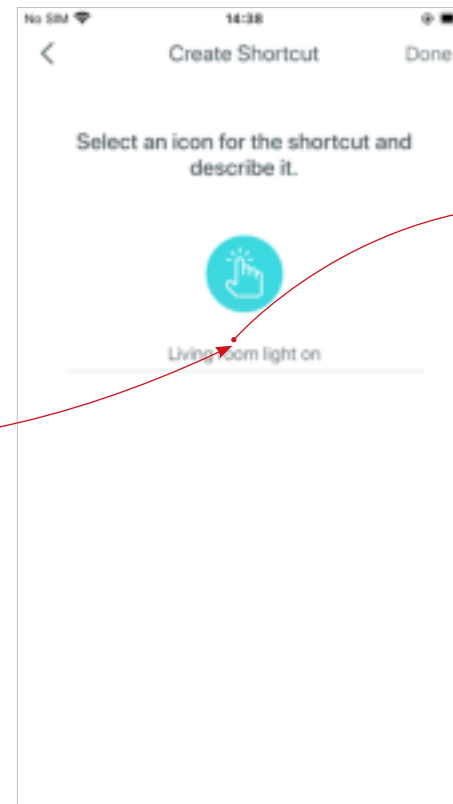 No SIM 14:38
Create Shortcut Done
Select an icon for the shortcut and
describe it.
Living room light on